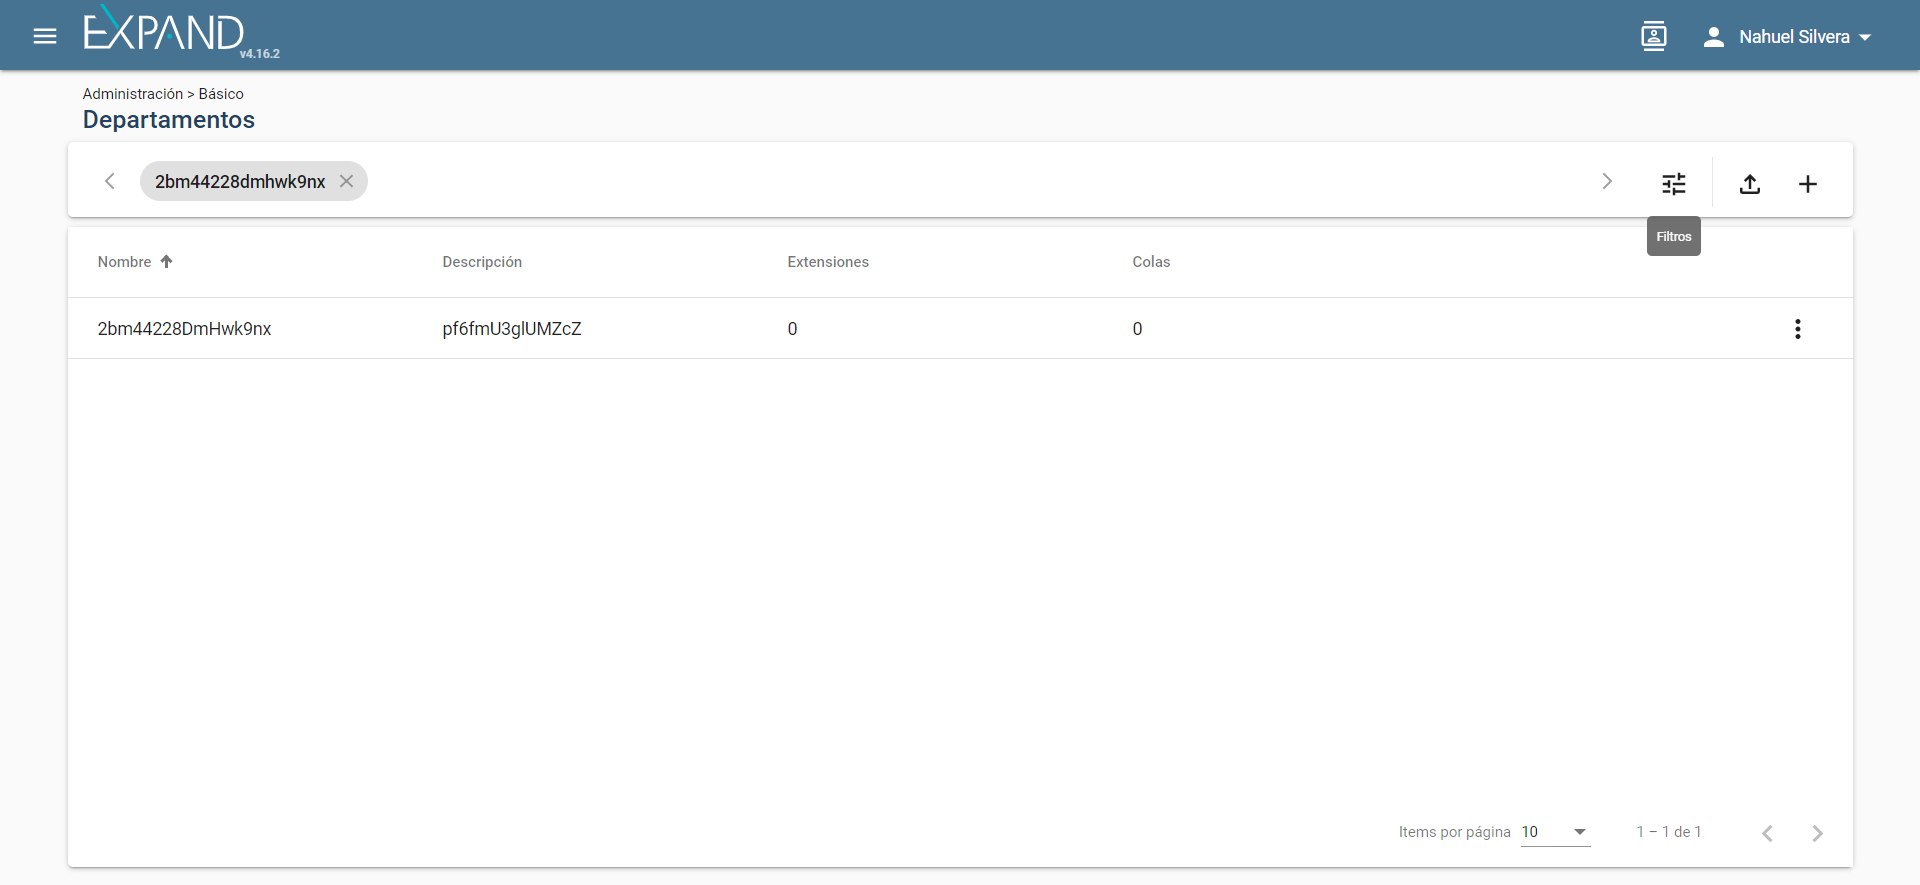 EXPAND
v4.16.2
Nahuel Silvera
Administración > Básico
Departamentos
2bm44228dmhwk9nx
Filtros
Nombre Descripción Extensiones Colas
2bm44228DmHwk9nx pf6fmU3glUMZcZ 0 0
Items por página 10 1 – 1 de 1